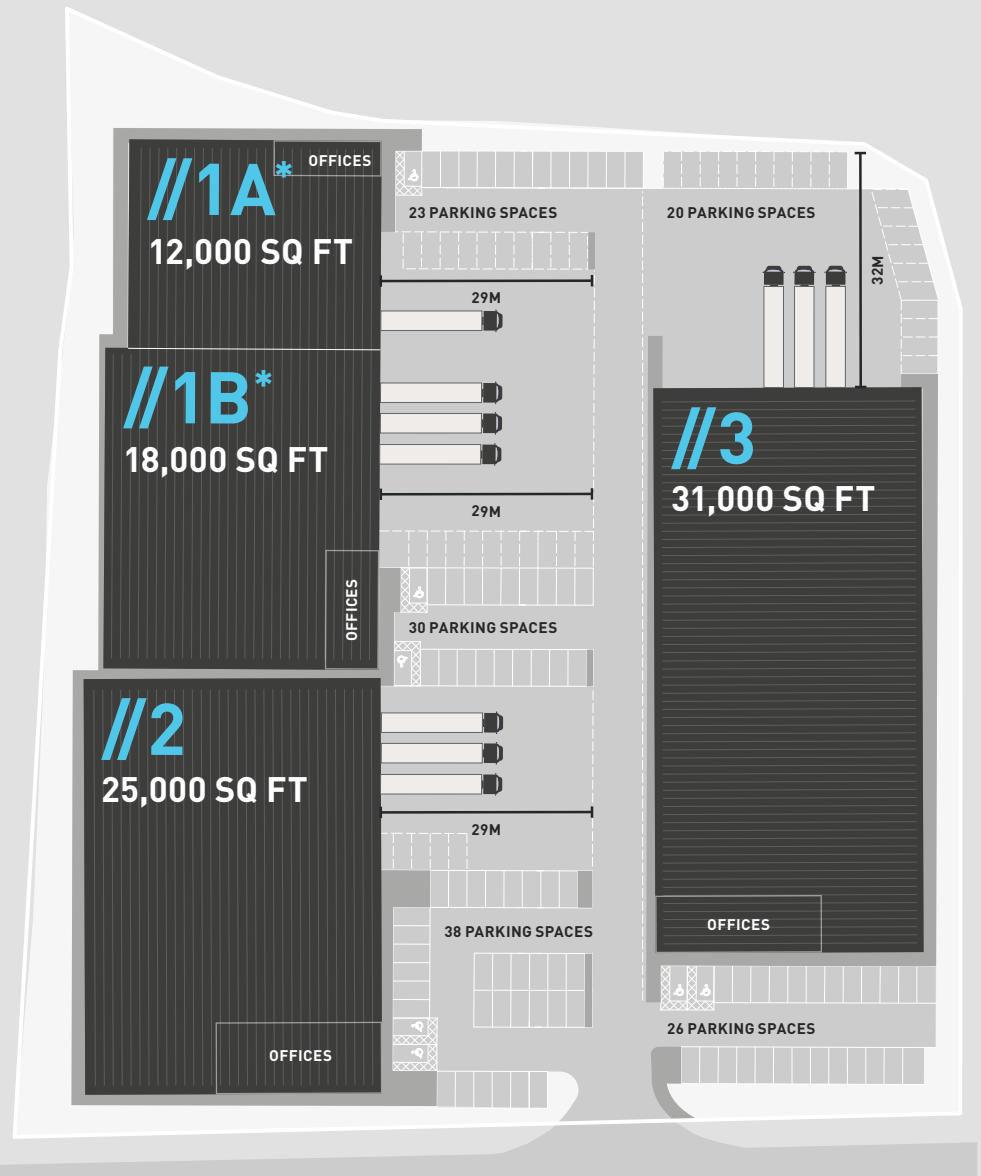 //1A*
OFFICES
12,000 SQ FT
23 PARKING SPACES
20 PARKING SPACES
29M
32M
//1B*
18,000 SQ FT
OFFICES
29M
//3
31,000 SQ FT
30 PARKING SPACES
//2
25,000 SQ FT
29M
OFFICES
38 PARKING SPACES
OFFICES
26 PARKING SPACES